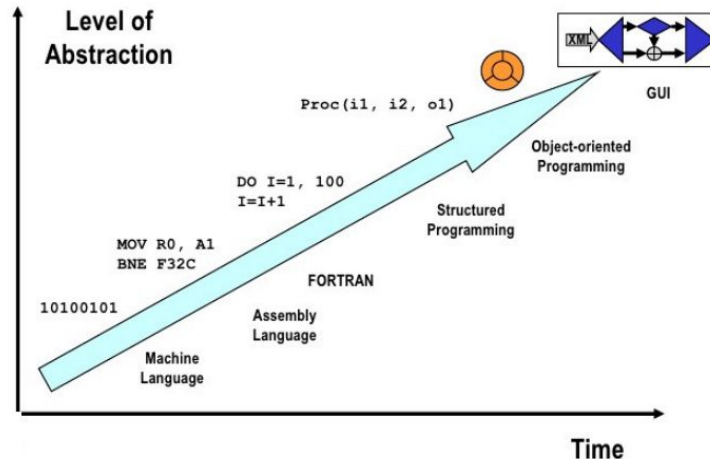 Level of
Abstraction
XML
GUI
Proc(i1, i2, o1)
Object-oriented
Programming
DO I=1, 100
I=I+1
Structured
Programming
MOV R0, A1
BNE F32C
FORTRAN
10100101
Assembly
Language
Machine
Language
Time